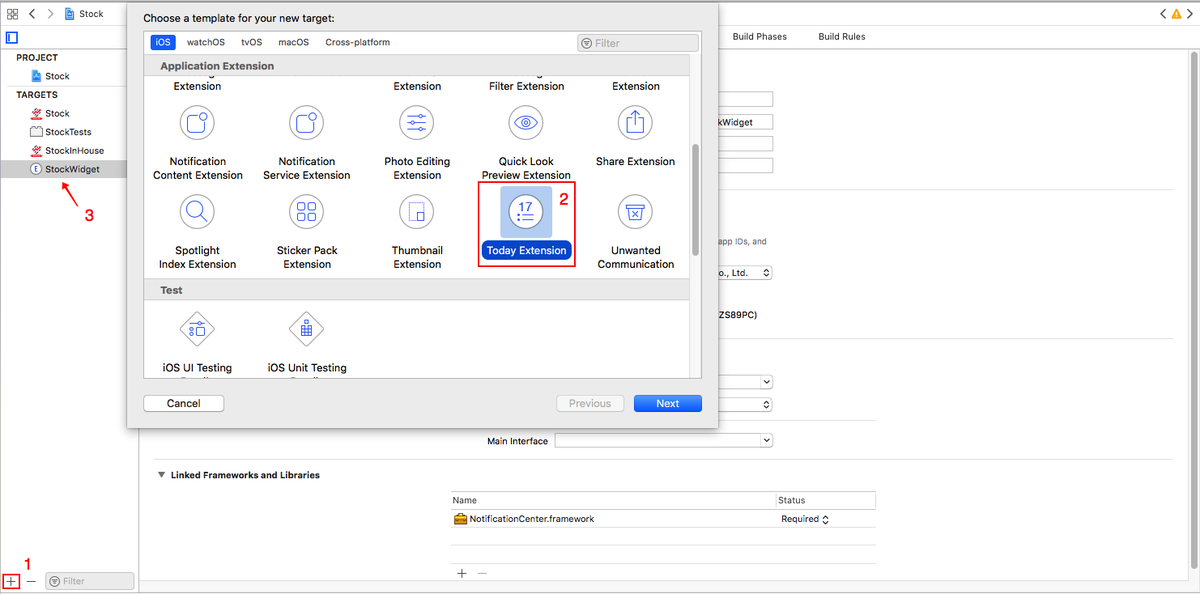 Stock
Choose a template for your new target:
iOS
watchOS
tvOS
macOS
Cross-platform
Filter
Build Phases
Build Rules
PROJECT
Stock
TARGETS
Stock
StockTests
StockInHouse
StockWidget
3
Application Extension
Extension
Extension
Filter Extension
Extension
Notification
Content Extension
Notification
Service Extension
Photo Editing
Extension
Quick Look
Preview Extension
Share Extension
Spotlight
Index Extension
Sticker Pack
Extension
Thumbnail
Extension
17
2
Today Extension
Unwanted
Communication
Test
iOS UI Testing
iOS Unit Testing
Cancel
Previous
Next
kWidget
app IDs, and
o., Ltd.
ZS89PC)
Main Interface
Linked Frameworks and Libraries
Name
Status
NotificationCenter.framework
Required
1
Filter
E